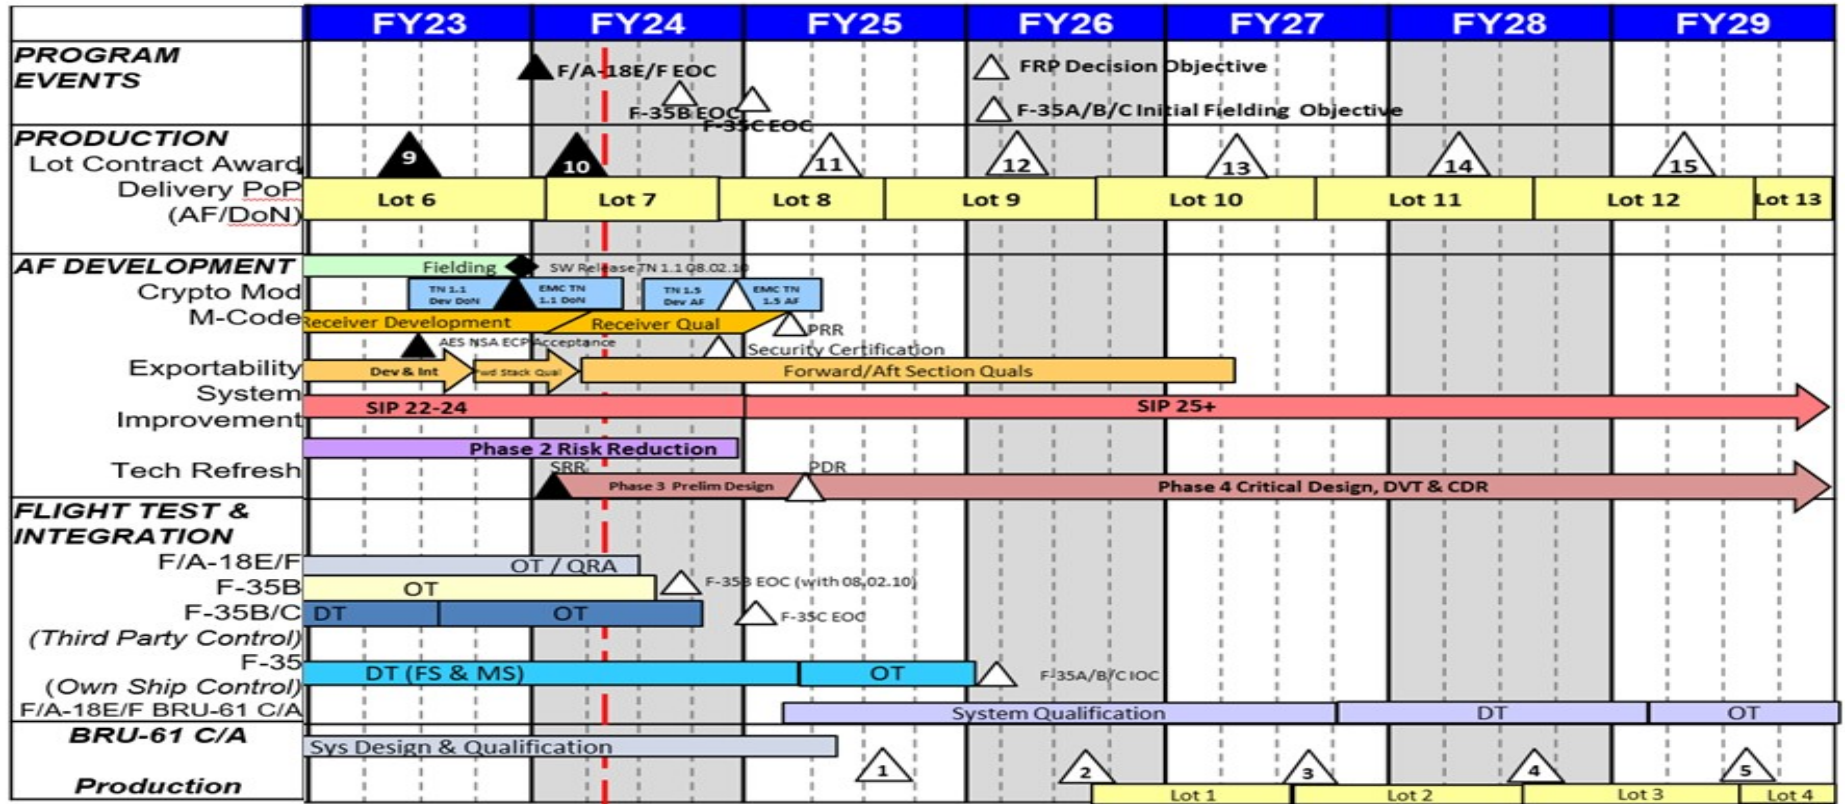 FY23 FY24 FY25 FY26 FY27 FY28 FY29
PROGRAM
EVENTS
F/A-18E/F EOC
FRP Decision Objective
F-35B EOC
F-35A/B/C Initial Fielding Objective
F-35C EOC
PRODUCTION
Lot Contract Award
9 10 11 12 13 14 15
Delivery PoP
(AF/DoN)
Lot 6 Lot 7 Lot 8 Lot 9 Lot 10 Lot 11 Lot 12 Lot 13
AF DEVELOPMENT
Fielding
SW Release TN 1.1 08.02.10
Crypto Mod
TN 1.1
Dev DoN
EMC TN
1.1 DoN
TN 1.5
Dev AF
EMC TN
1.5 AF
M-Code
Receiver Development
Receiver Qual
PRR
AES NSA ECP Acceptance
Security Certification
Exportability
Dev & Int
Fwd Stack Qual
Forward/Aft Section Quals
System
Improvement
SIP 22-24
SIP 25+
Phase 2 Risk Reduction
Tech Refresh
SRR
PDR
Phase 3 Prelim Design
Phase 4 Critical Design, DVT & CDR
FLIGHT TEST &
INTEGRATION
F/A-18E/F
OT / QRA
F-35B
OT
F-35B EOC (with 08.02.10)
F-35B/C
DT
OT
F-35C EOC
(Third Party Control)
F-35
DT (FS & MS)
OT
F-35A/B/C IOC
(Own Ship Control)
F/A-18E/F BRU-61 C/A
System Qualification
DT
OT
BRU-61 C/A
Sys Design & Qualification
1 2 3 4 5
Production
Lot 1 Lot 2 Lot 3 Lot 4